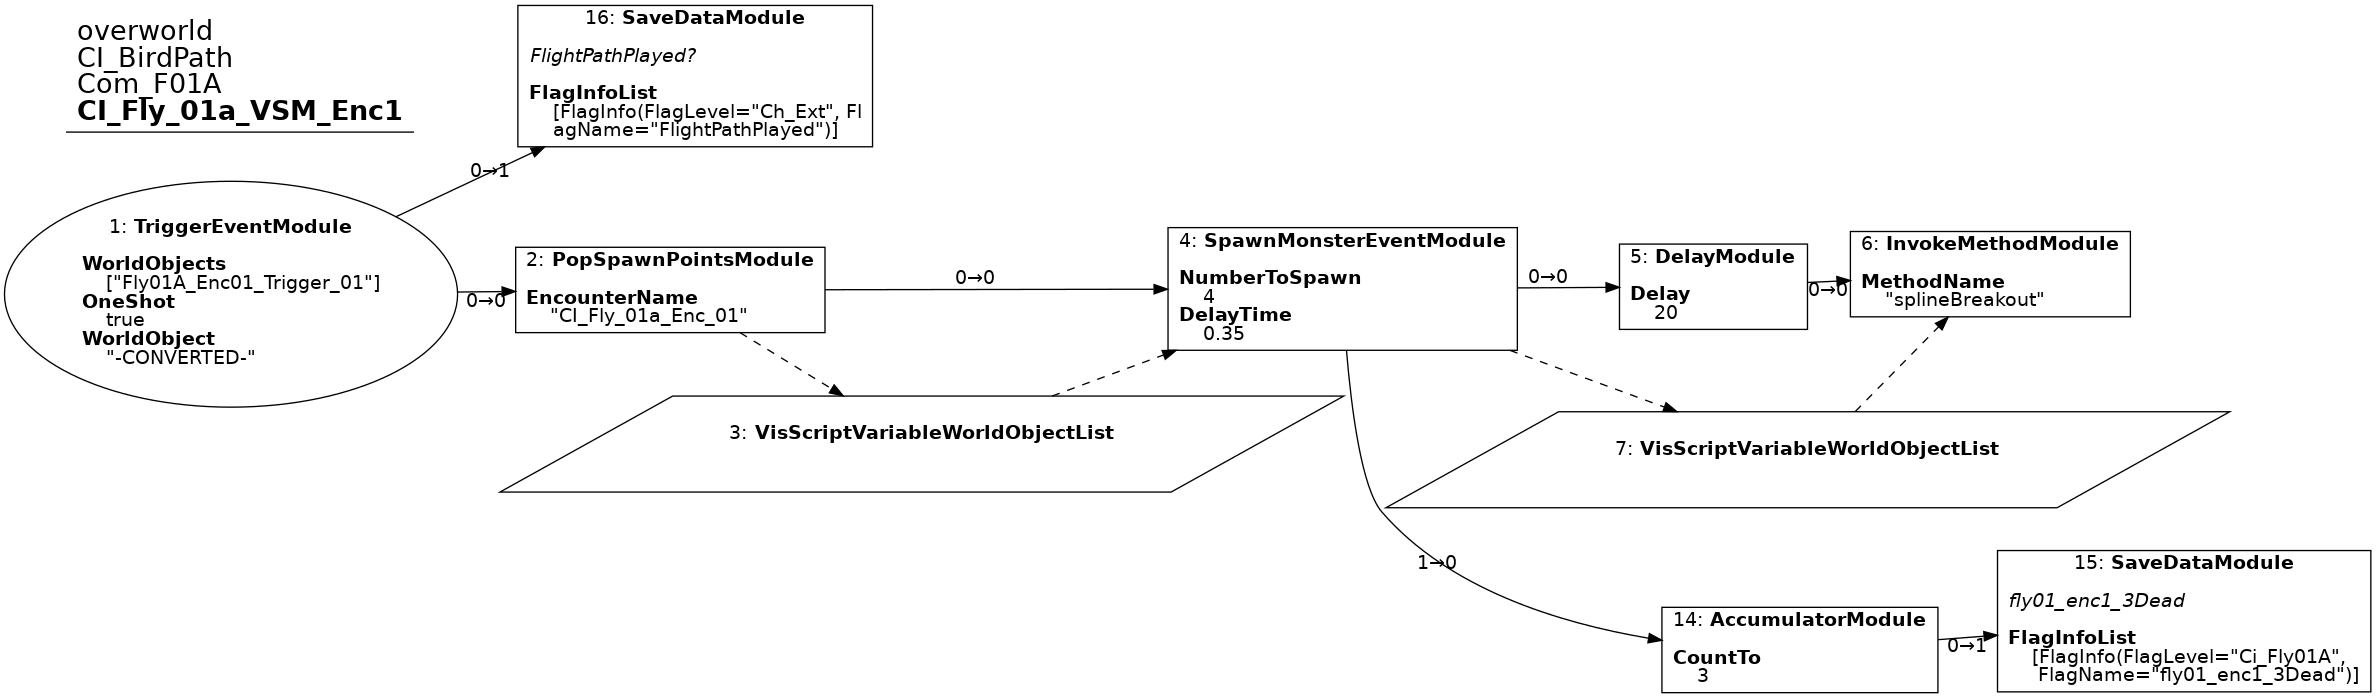 overworld
CI_BirdPath
Com_F01A
CI_Fly_01a_VSM_Enc1
16: SaveDataModule
FlightPathPlayed?
FlagInfoList
[FlagInfo(FlagLevel="Ch_Ext", Fl
agName="FlightPathPlayed")]
0→1
1: TriggerEventModule
WorldObjects
["Fly01A_Enc01_Trigger_01"]
OneShot
true
WorldObject
"-CONVERTED-"
0→0
2: PopSpawnPointsModule
EncounterName
"CI_Fly_01a_Enc_01"
0→0
4: SpawnMonsterEventModule
NumberToSpawn
4
DelayTime
0.35
0→0
5: DelayModule
Delay
20
0→0
6: InvokeMethodModule
MethodName
"splineBreakout"
3: VisScriptVariableWorldObjectList
7: VisScriptVariableWorldObjectList
1→0
14: AccumulatorModule
CountTo
3
0→1
15: SaveDataModule
fly01_enc1_3Dead
FlagInfoList
[FlagInfo(FlagLevel="Ci_Fly01A",
FlagName="fly01_enc1_3Dead")]